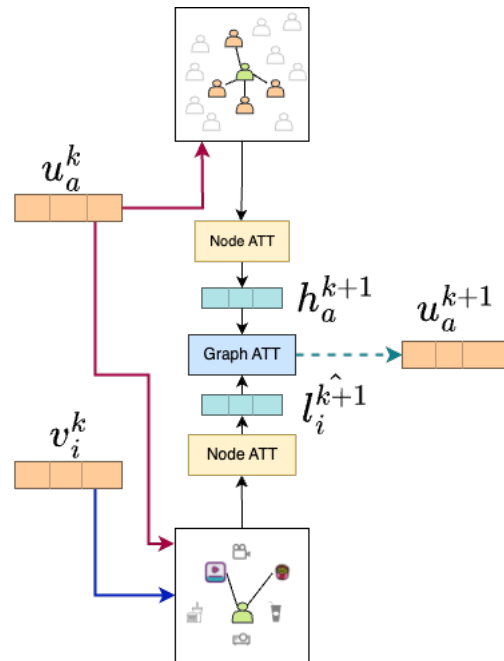 u_a^k
Node ATT
h_a^{k+1}
u_a^{k+1}
Graph ATT
\hat{l_i^{k+1}}
v_i^k
Node ATT